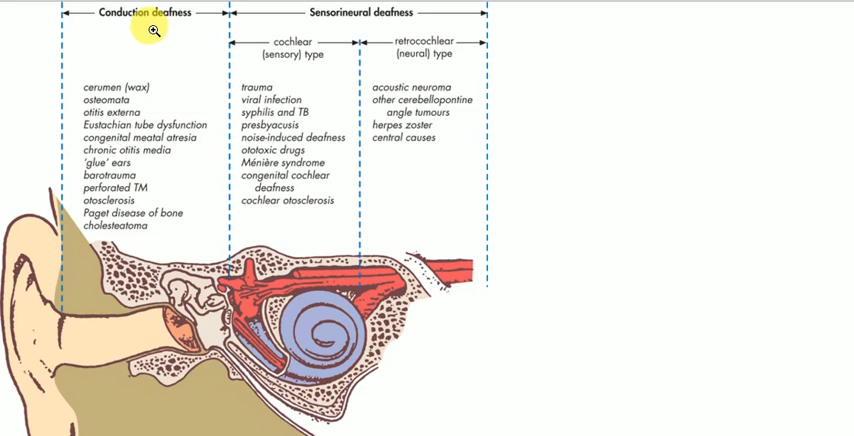 Conduction deafness
Sensorineural deafness
cochlear
(sensory) type
retrocochlear
(neural) type
cerumen (wax)
osteomata
otitis externa
Eustachian tube dysfunction
congenital meatal atresia
chronic otitis media
‘glue’ ears
barotrauma
perforated TM
otosclerosis
Paget disease of bone
cholesteatoma
trauma
viral infection
syphilis and TB
presbyacusis
noise-induced deafness
ototoxic drugs
Ménière syndrome
congenital cochlear
deafness
cochlear otosclerosis
acoustic neuroma
other cerebellopontine
angle tumours
herpes zoster
central causes